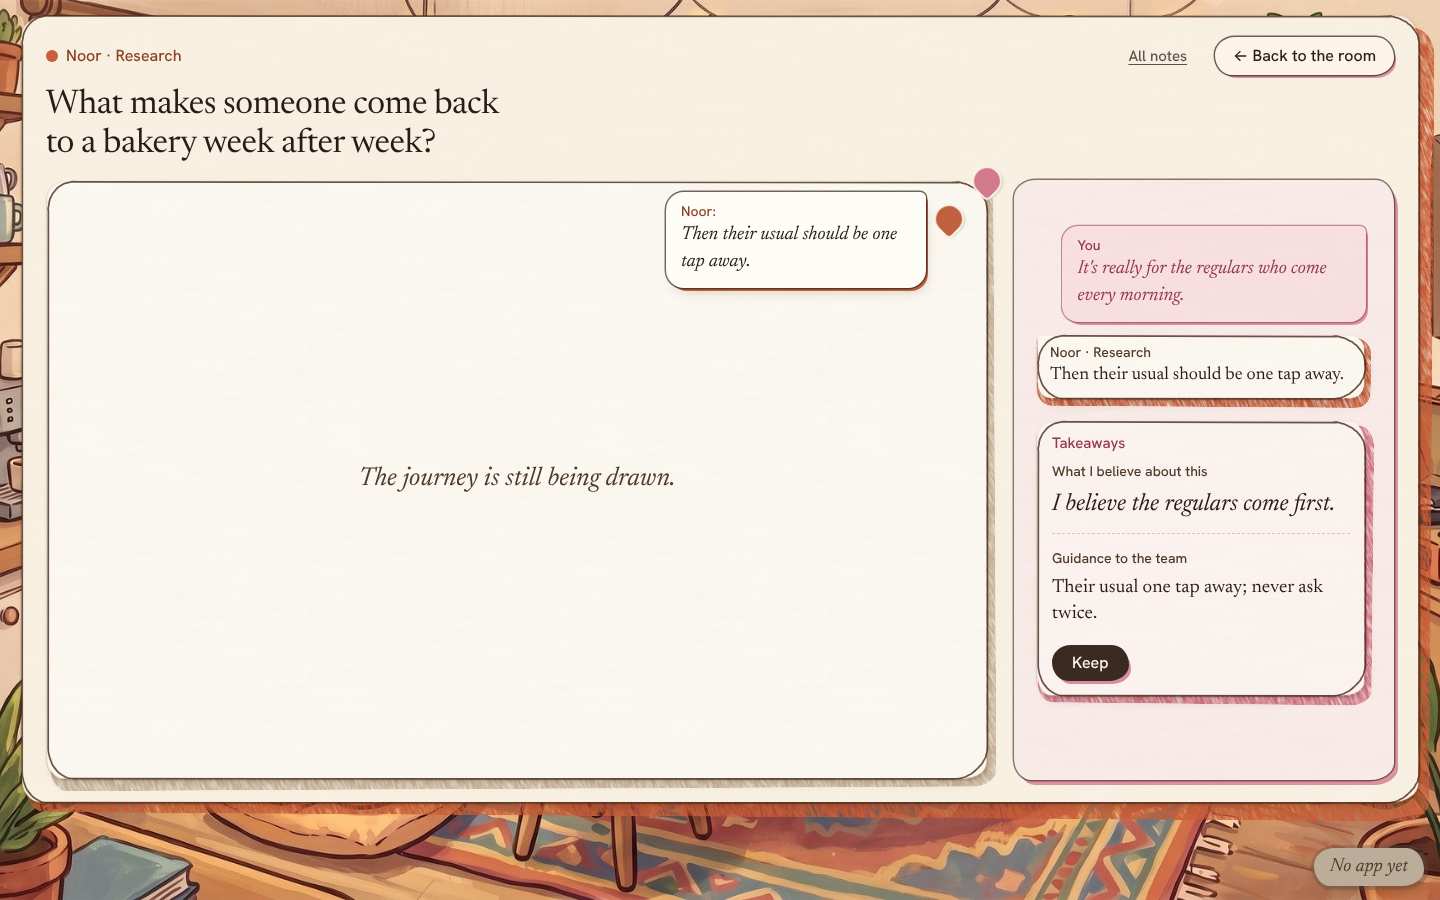 Noor · Research
All notes
← Back to the room
What makes someone come back
to a bakery week after week?
Noor:
Then their usual should be one
tap away.
The journey is still being drawn.
You
It's really for the regulars who come
every morning.
Noor · Research
Then their usual should be one tap away.
Takeaways
What I believe about this
I believe the regulars come first.
Guidance to the team
Their usual one tap away; never ask
twice.
Keep
No app yet